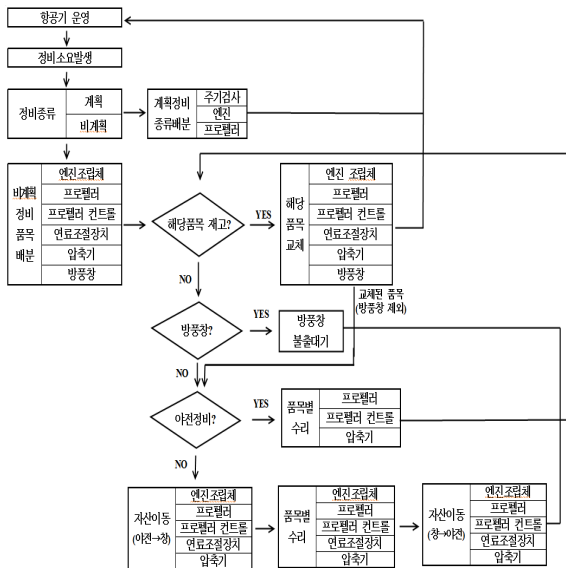 항공기 운영
정비소요발생
정비종류
계획
비계획
계획정비
종류배분
주기검사
엔진
프로펠러
비계획
정비
품목
배분
엔진조립체
프로펠러
프로펠러 컨트롤
연료조절장치
압축기
방풍창
해당품목 재고?
YES
NO
해당
품목
교체
엔진 조립체
프로펠러
프로펠러 컨트롤
연료조절장치
압축기
방풍창
교체된 품목
(방풍창 제외)
방풍창?
YES
NO
방풍창
불출대기
야전정비?
YES
NO
품목별
수리
프로펠러
프로펠러 컨트롤
압축기
자산이동
(야전→창)
엔진조립체
프로펠러
프로펠러 컨트롤
연료조절장치
압축기
품목별
수리
엔진조립체
프로펠러
프로펠러 컨트롤
연료조절장치
압축기
자산이동
(창→야전)
엔진조립체
프로펠러
프로펠러 컨트롤
연료조절장치
압축기